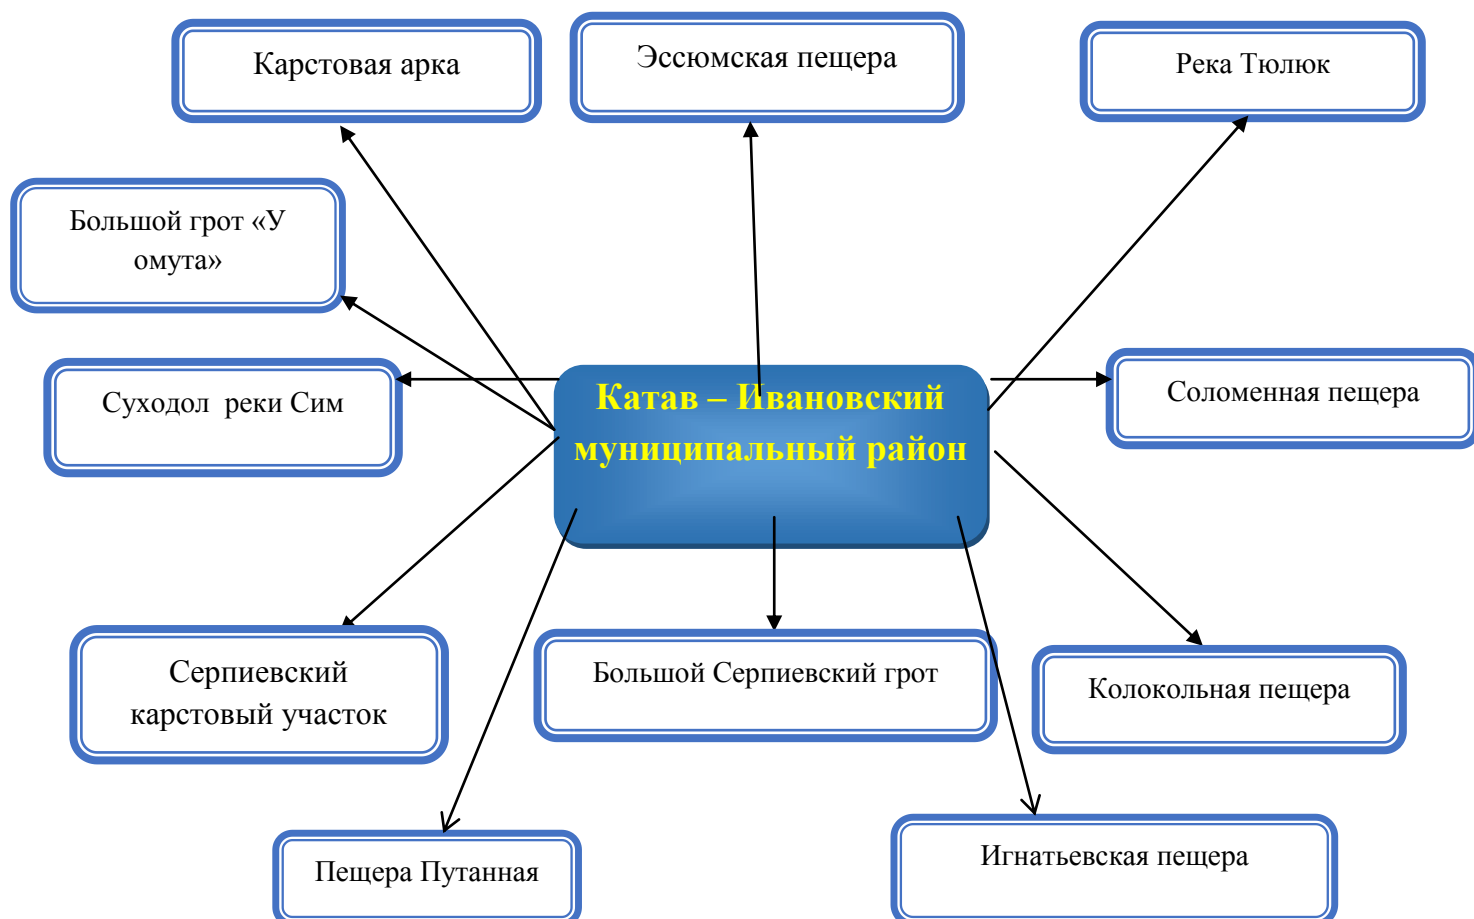 Карстовая арка
Эссюмская пещера
Река Тюлюк
Большой грот «У
омута»
Суходол  реки Сим
Катав – Ивановский
муниципальный район
Соломенная пещера
Серпиевский
карстовый участок
Большой Серпиевский грот
Колокольная пещера
Пещера Путанная
Игнатьевская пещера